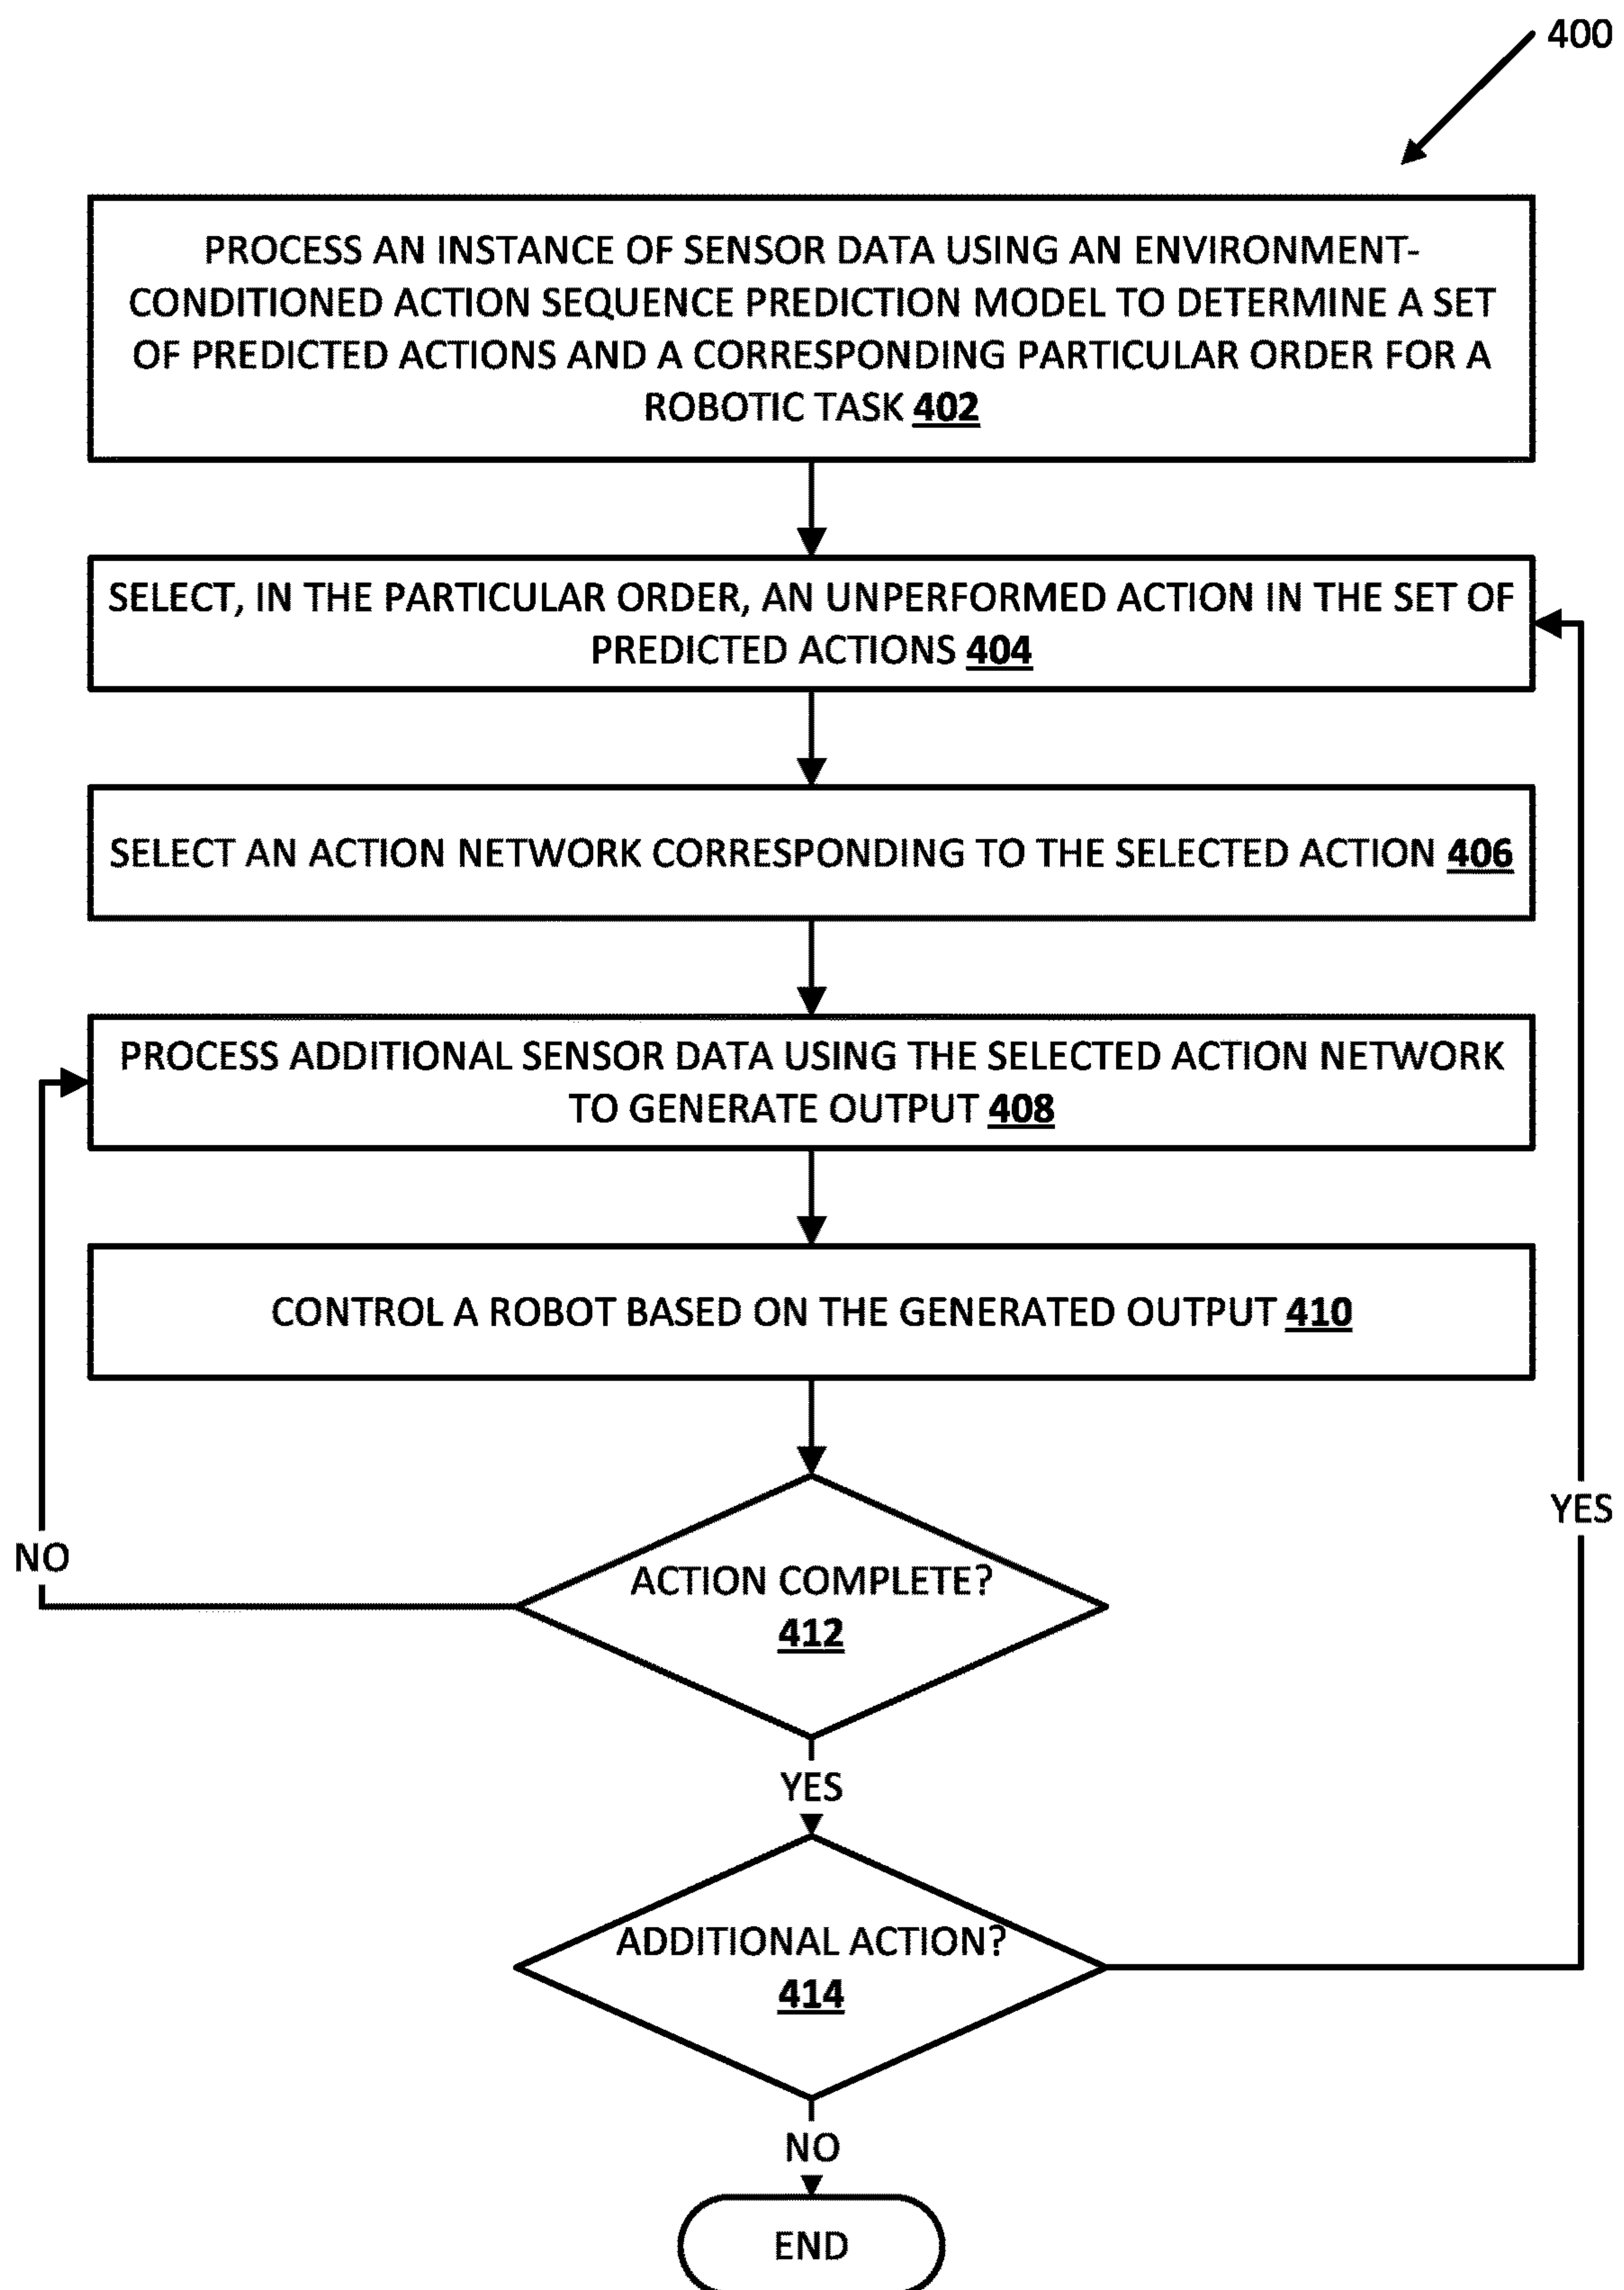 400
PROCESS AN INSTANCE OF SENSOR DATA USING AN ENVIRONMENT-
CONDITIONED ACTION SEQUENCE PREDICTION MODEL TO DETERMINE A SET
OF PREDICTED ACTIONS AND A CORRESPONDING PARTICULAR ORDER FOR A
ROBOTIC TASK 402
SELECT, IN THE PARTICULAR ORDER, AN UNPERFORMED ACTION IN THE SET OF
PREDICTED ACTIONS 404
SELECT AN ACTION NETWORK CORRESPONDING TO THE SELECTED ACTION 406
PROCESS ADDITIONAL SENSOR DATA USING THE SELECTED ACTION NETWORK
TO GENERATE OUTPUT 408
CONTROL A ROBOT BASED ON THE GENERATED OUTPUT 410
YES
NO
ACTION COMPLETE?
412
YES
ADDITIONAL ACTION?
414
NO
END